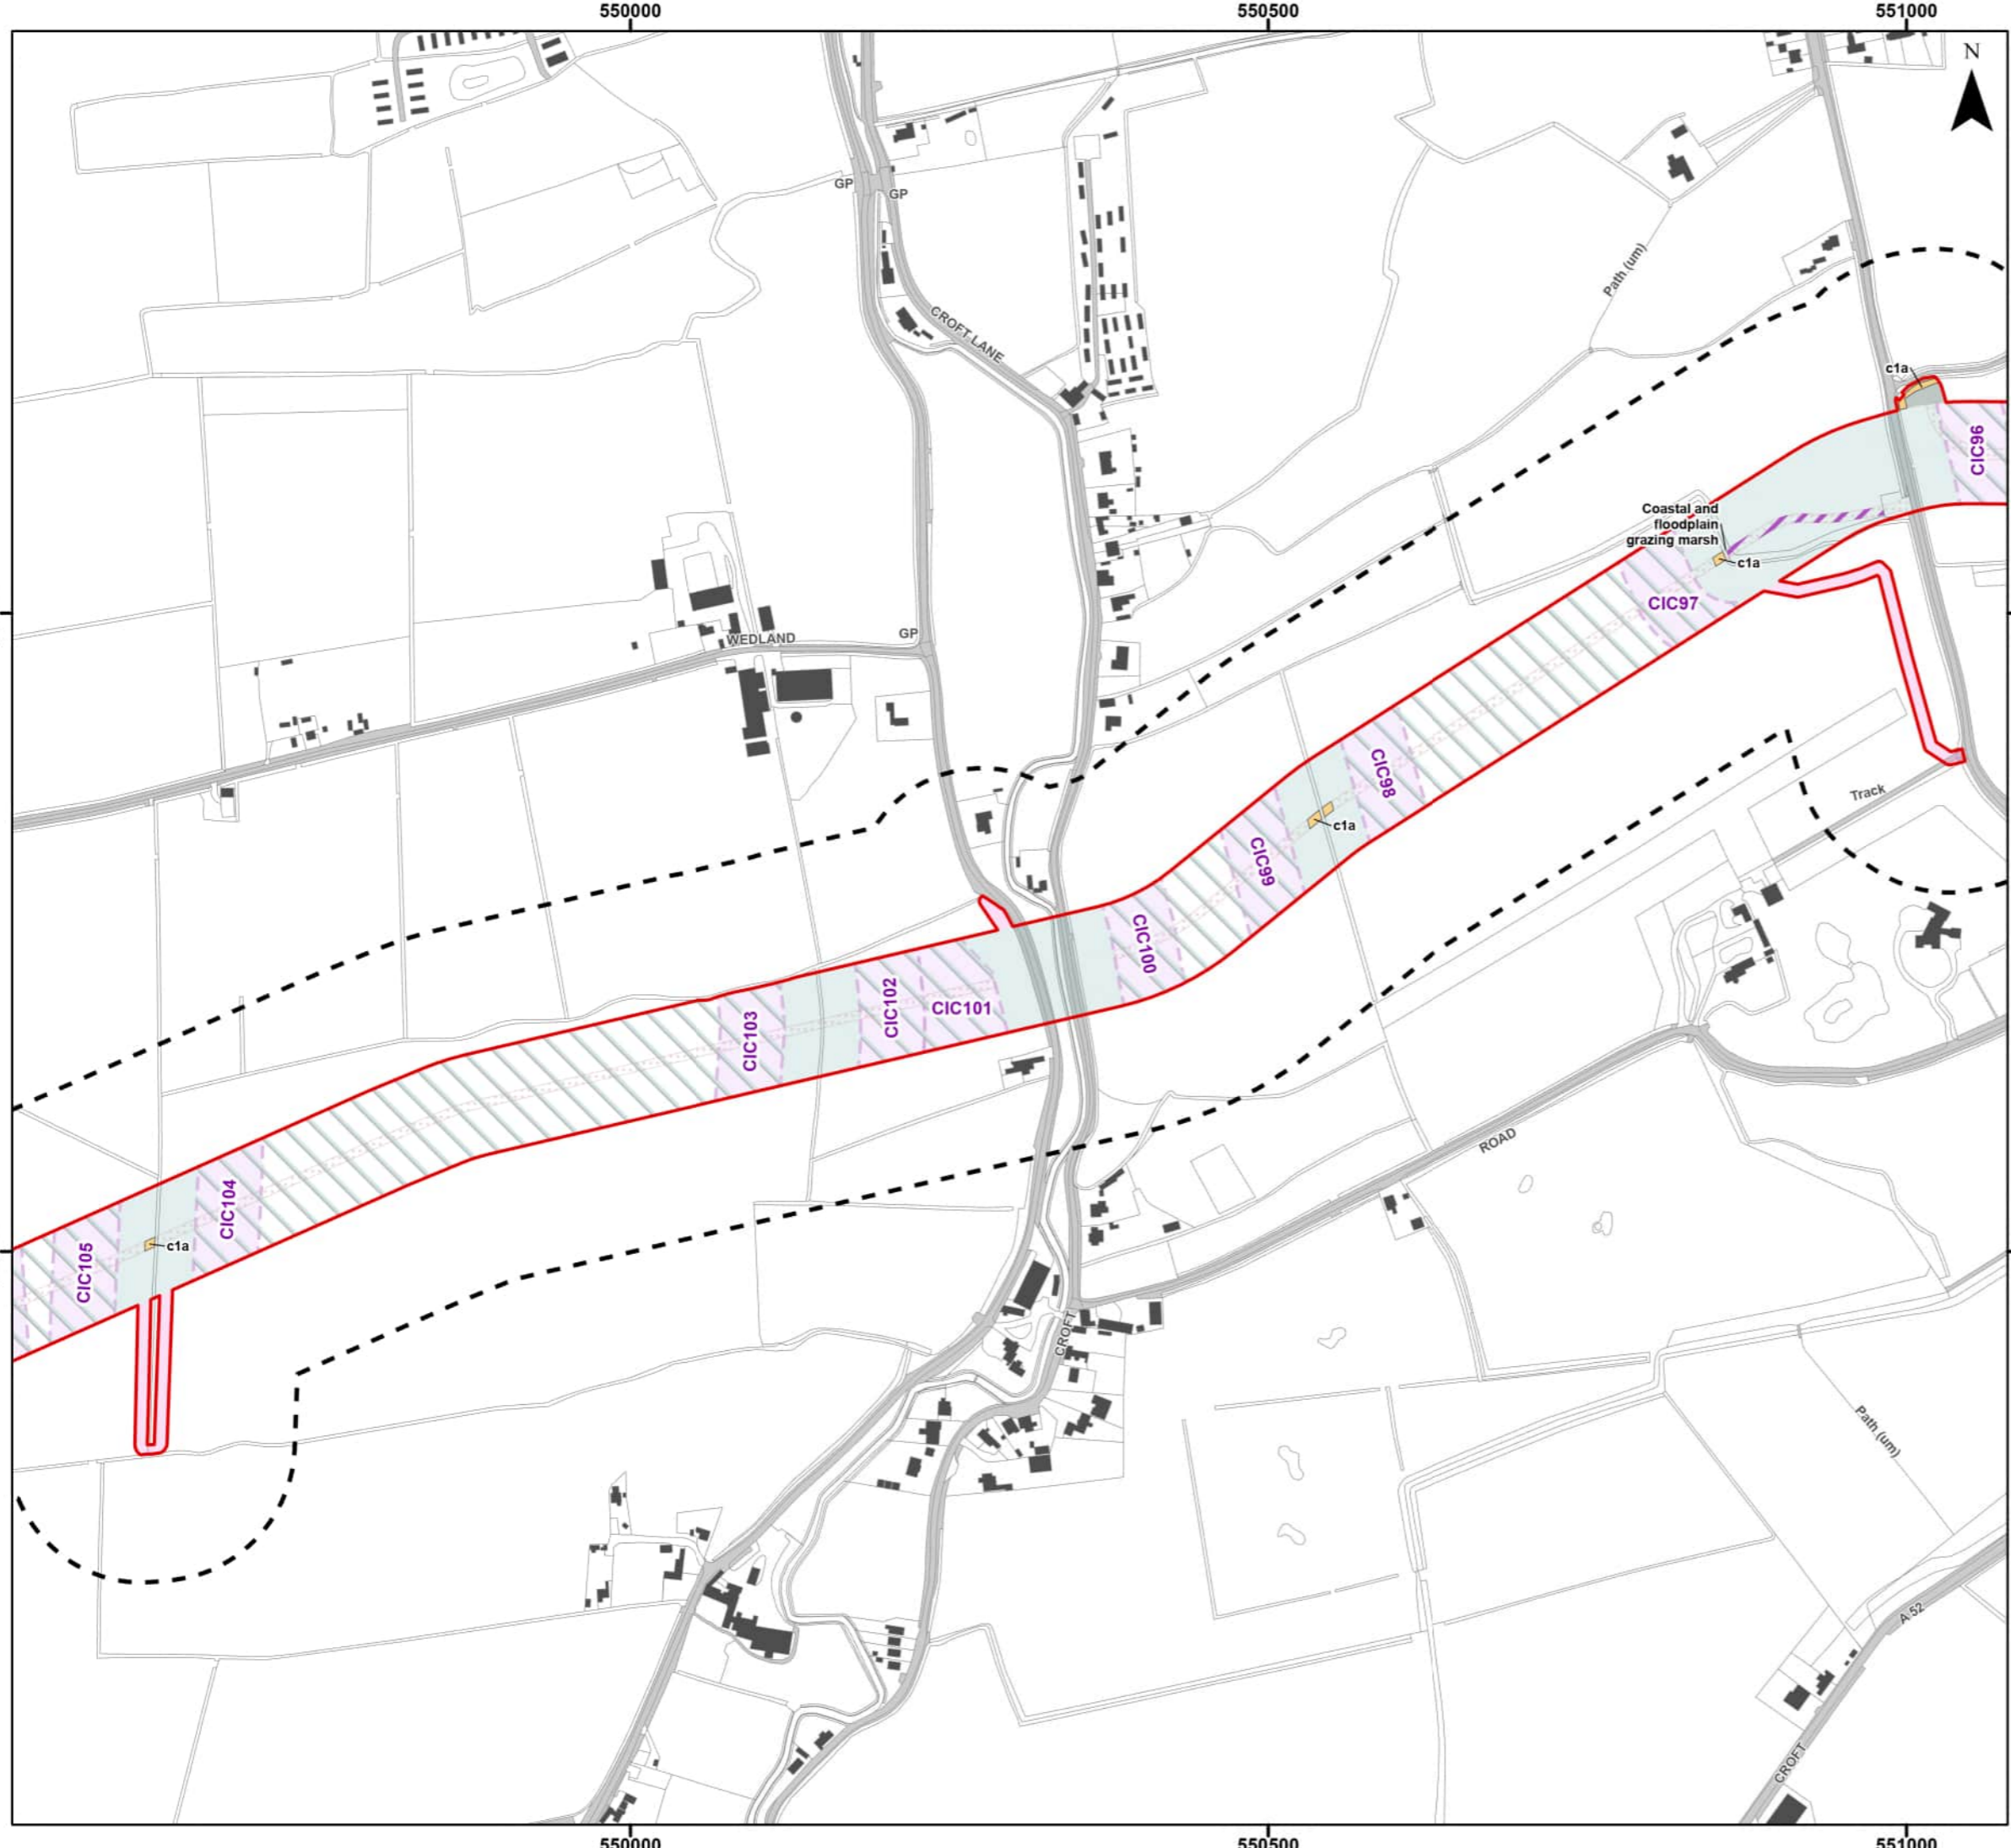 550000
550500
551000
N
GP
GP
CROFT LANE
Path (um)
c1a
CIC96
Coastal and
floodplain
grazing marsh
c1a
CIC97
GP
WEDLAND
CIC98
Track
c1a
CIC99
CIC100
CIC102
CIC101
CIC103
ROAD
CIC104
c1a
CIC105
CROFT
Path (um)
A 52
CROFT
550000
550500
551000